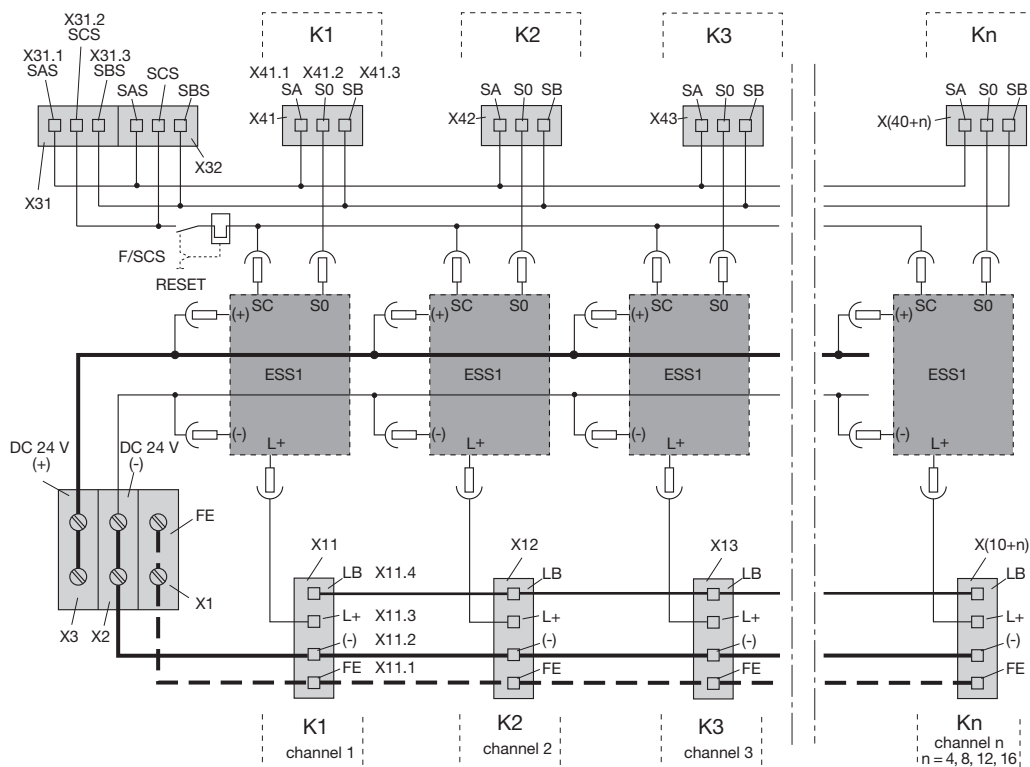 X31.2
SCS
K1
K2
K3
Kn
X31.1
SAS
X31.3
SBS
SAS
SCS
SBS
X41.1
SA
X41.2
S0
X41.3
SB
SA
S0
SB
SA
S0
SB
SA
S0
SB
X41
X42
X43
X(40+n)
X31
X32
F/SCS
RESET
SC
S0
SC
S0
SC
S0
SC
S0
(+)
(+)
(+)
(+)
ESS1
ESS1
ESS1
ESS1
(-)
(-)
(-)
(-)
L+
L+
L+
L+
DC 24 V
(+)
DC 24 V
(-)
FE
X1
X3
X2
X11
X12
X13
X(10+n)
LB
X11.4
LB
LB
LB
L+
X11.3
L+
L+
L+
(-)
X11.2
(-)
(-)
(-)
FE
X11.1
FE
FE
FE
K1
channel 1
K2
channel 2
K3
channel 3
Kn
channel n
n = 4, 8, 12, 16